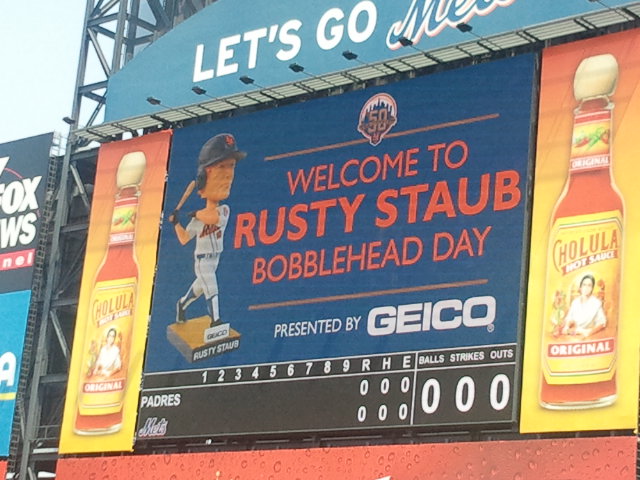 LET'S GO Mets
FOX
NEWS
nel
A
50
WELCOME TO
RUSTY STAUB
BOBBLEHEAD DAY
PRESENTED BY GEICO
GEICO
RUSTY STAUB
1 2 3 4 5 6 7 8 9 R H E BALLS STRIKES OUTS
PADRES 0 0 0
Mets 0 0 0
0 0 0
ORIGINAL
CHOLULA
HOT SAUCE
ORIGINAL
ORIGINAL
CHOLULA
HOT SAUCE
ORIGINAL